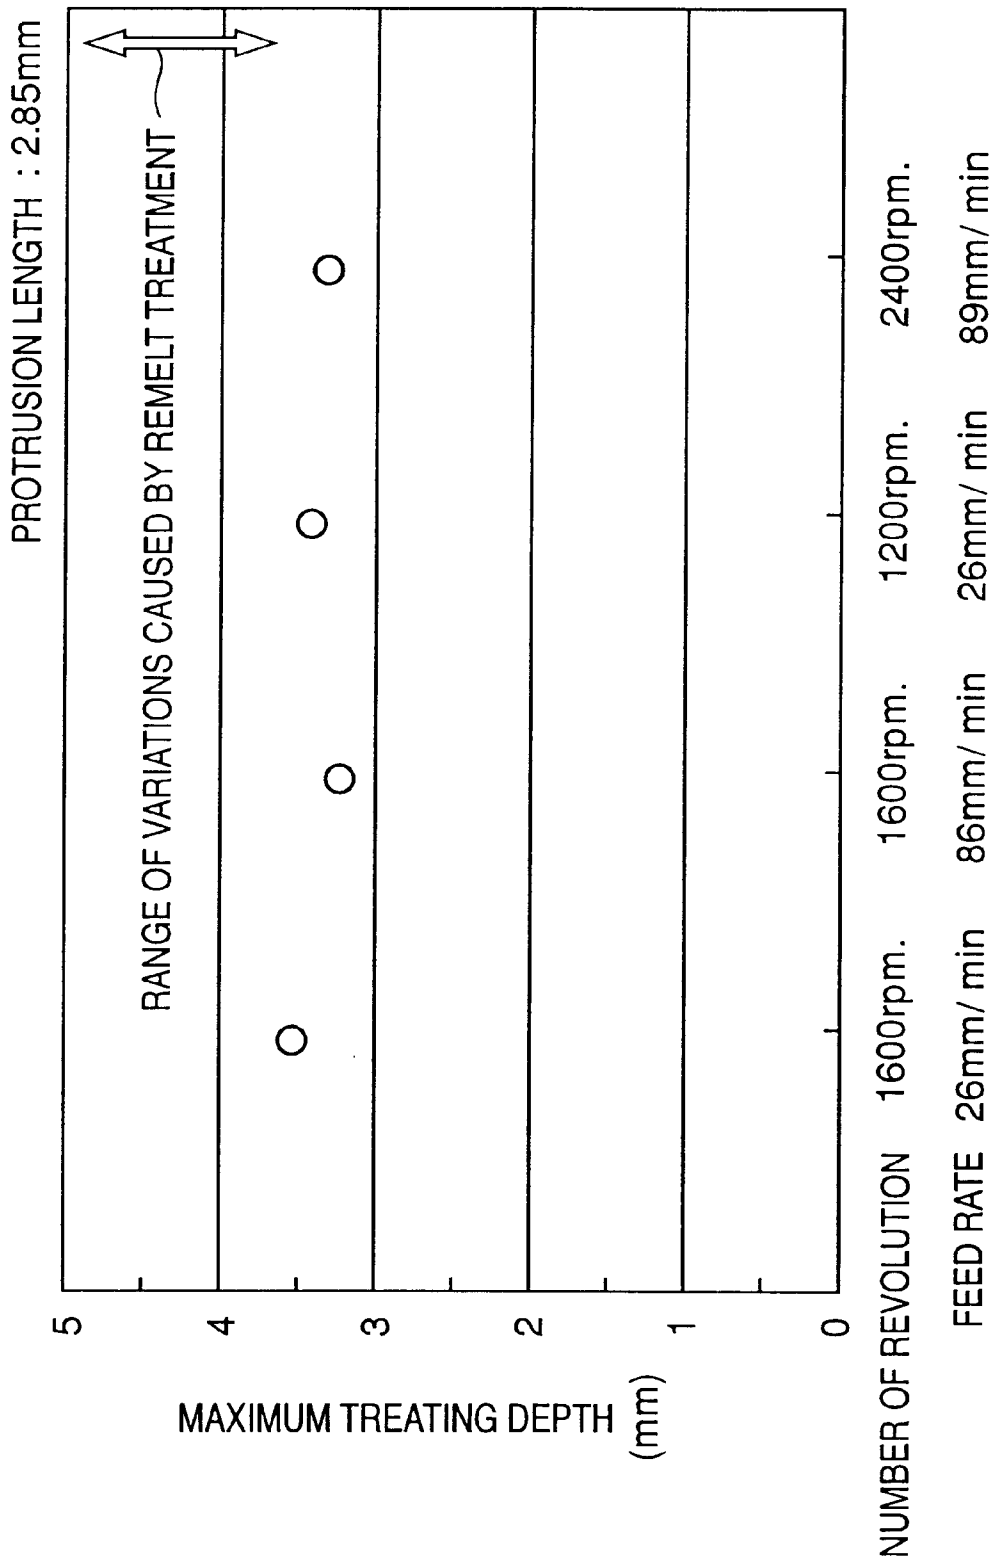 PROTRUSION LENGTH : 2.85mm
RANGE OF VARIATIONS CAUSED BY REMELT TREATMENT
MAXIMUM TREATING DEPTH
(mm)
5
4
3
2
1
0
NUMBER OF REVOLUTION 1600rpm. 1600rpm. 1200rpm. 2400rpm.
FEED RATE 26mm/ min 86mm/ min 26mm/ min 89mm/ min